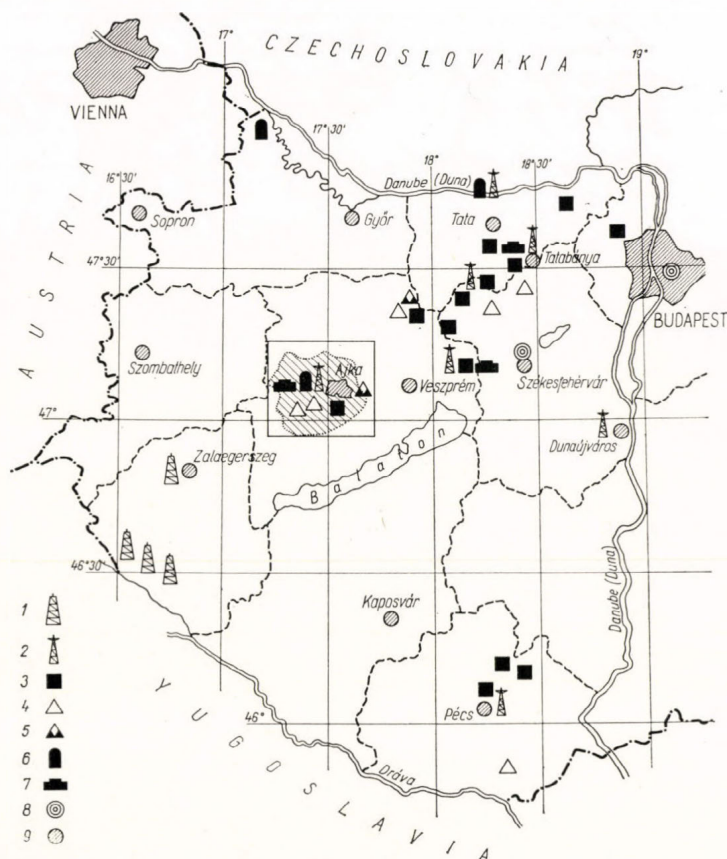 CZECHOSLOVAKIA
19°
17°
VIENNA
17°30'
18°
18°30'
16°30'
Danube (Duna)
AUSTRIA
Sopron
Győr
Tata
Tatabánya
47°30'
BUDAPEST
Szombathely
Ajka
Veszprém
Székesfehérvár
47°
Dunaújváros
Zalaegerszeg
Balaton
46°30'
Danube (Duna)
Kaposvár
1
2
3
4
5
6
7
8
9
Pécs
46°
YUGOSLAVIA
Dráva